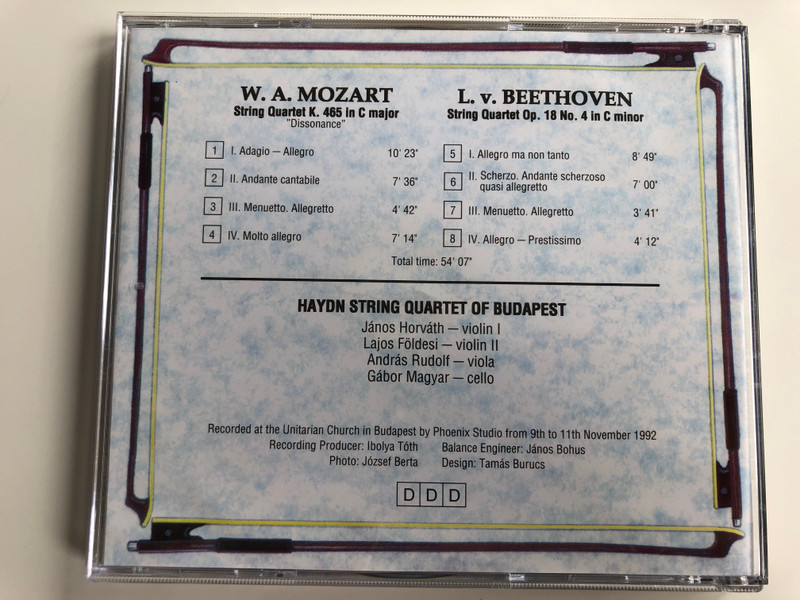 W. A. MOZART
String Quartet K. 465 in C major
"Dissonance"
1 I. Adagio – Allegro 10' 23"
2 II. Andante cantabile 7' 36"
3 III. Menuetto. Allegretto 4' 42"
4 IV. Molto allegro 7' 14"
L. v. BEETHOVEN
String Quartet Op. 18 No. 4 in C minor
5 I. Allegro ma non tanto 8' 49"
6 II. Scherzo. Andante scherzoso
quasi allegretto 7' 00"
7 III. Menuetto. Allegretto 3' 41"
8 IV. Allegro – Prestissimo 4' 12"
Total time: 54' 07"
HAYDN STRING QUARTET OF BUDAPEST
János Horváth – violin I
Lajos Földesi – violin II
András Rudolf – viola
Gábor Magyar – cello
Recorded at the Unitarian Church in Budapest by Phoenix Studio from 9th to 11th November 1992
Recording Producer: Ibolya Tóth Balance Engineer: János Bohus
Photo: József Berta Design: Tamás Burucs
D D D